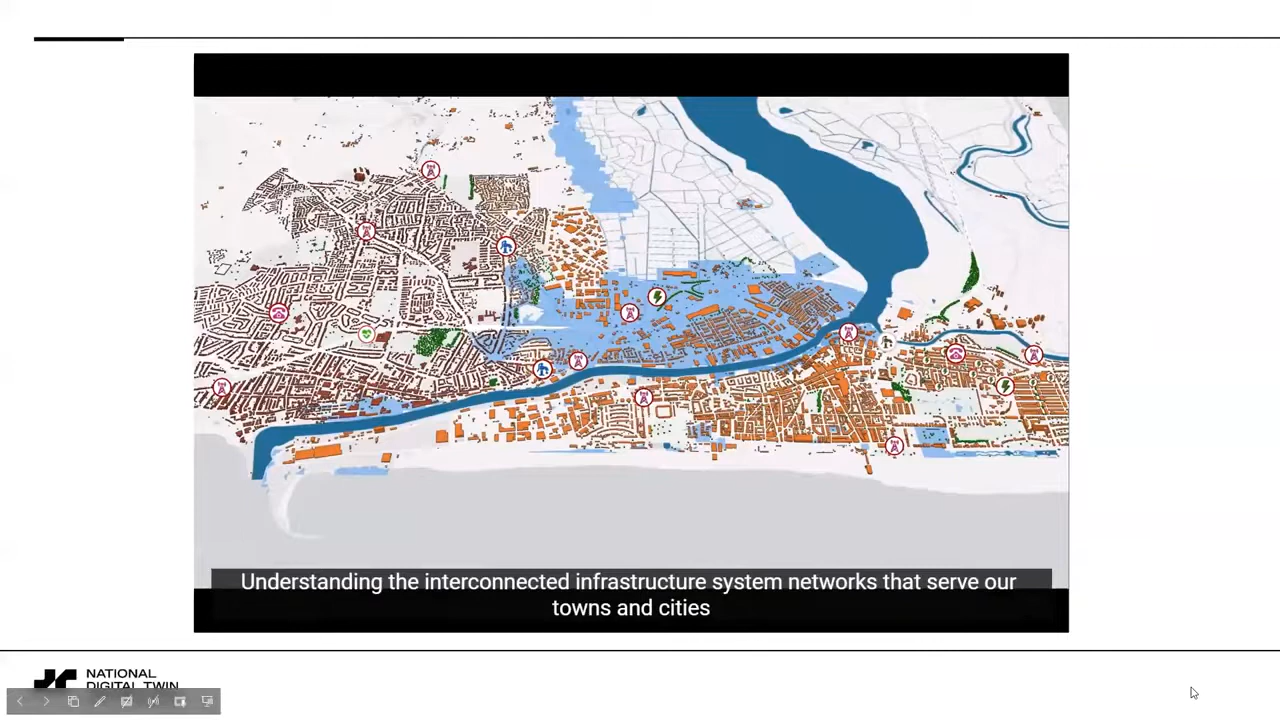 Understanding the interconnected infrastructure system networks that serve our
towns and cities
NATIONAL
DIGITAL TWIN